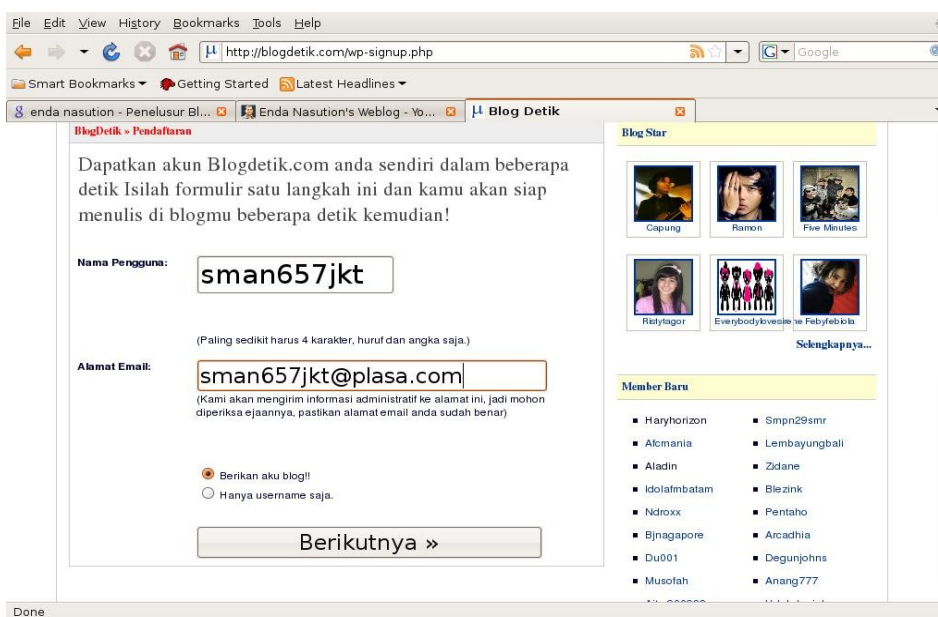 File Edit View History Bookmarks Tools Help
http://blogdetik.com/wp-signup.php
Google
Smart Bookmarks Getting Started Latest Headlines
enda nasution - Penelusur Bl... Enda Nasution's Weblog - Yo... Blog Detik
BlogDetik » Pendaftaran
Dapatkan akun Blogdetik.com anda sendiri dalam beberapa
detik Isilah formulir satu langkah ini dan kamu akan siap
menulis di blogmu beberapa detik kemudian!
Nama Pengguna:
sman657jkt
(Paling sedikit harus 4 karakter, huruf dan angka saja.)
Alamat Email:
sman657jkt@plasa.com
(Kami akan mengirim informasi administratif ke alamat ini, jadi mohon
diperiksa ejaannya, pastikan alamat email anda sudah benar)
Berikan aku blog!!
Hanya username saja.
Berikutnya »
Blog Star
Capung Ramon Five Minutes
Ristytagor Febyfebiola
Selengkapnya...
Member Baru
Haryhorizon Smpn29smr
Afcmania Lembayungbali
Aladin Zidane
Idolafmbatam Blezink
Ndroxx Pentaho
Bjnagapore Arcadhia
Du001 Degunjohns
Musofah Anang777
Done